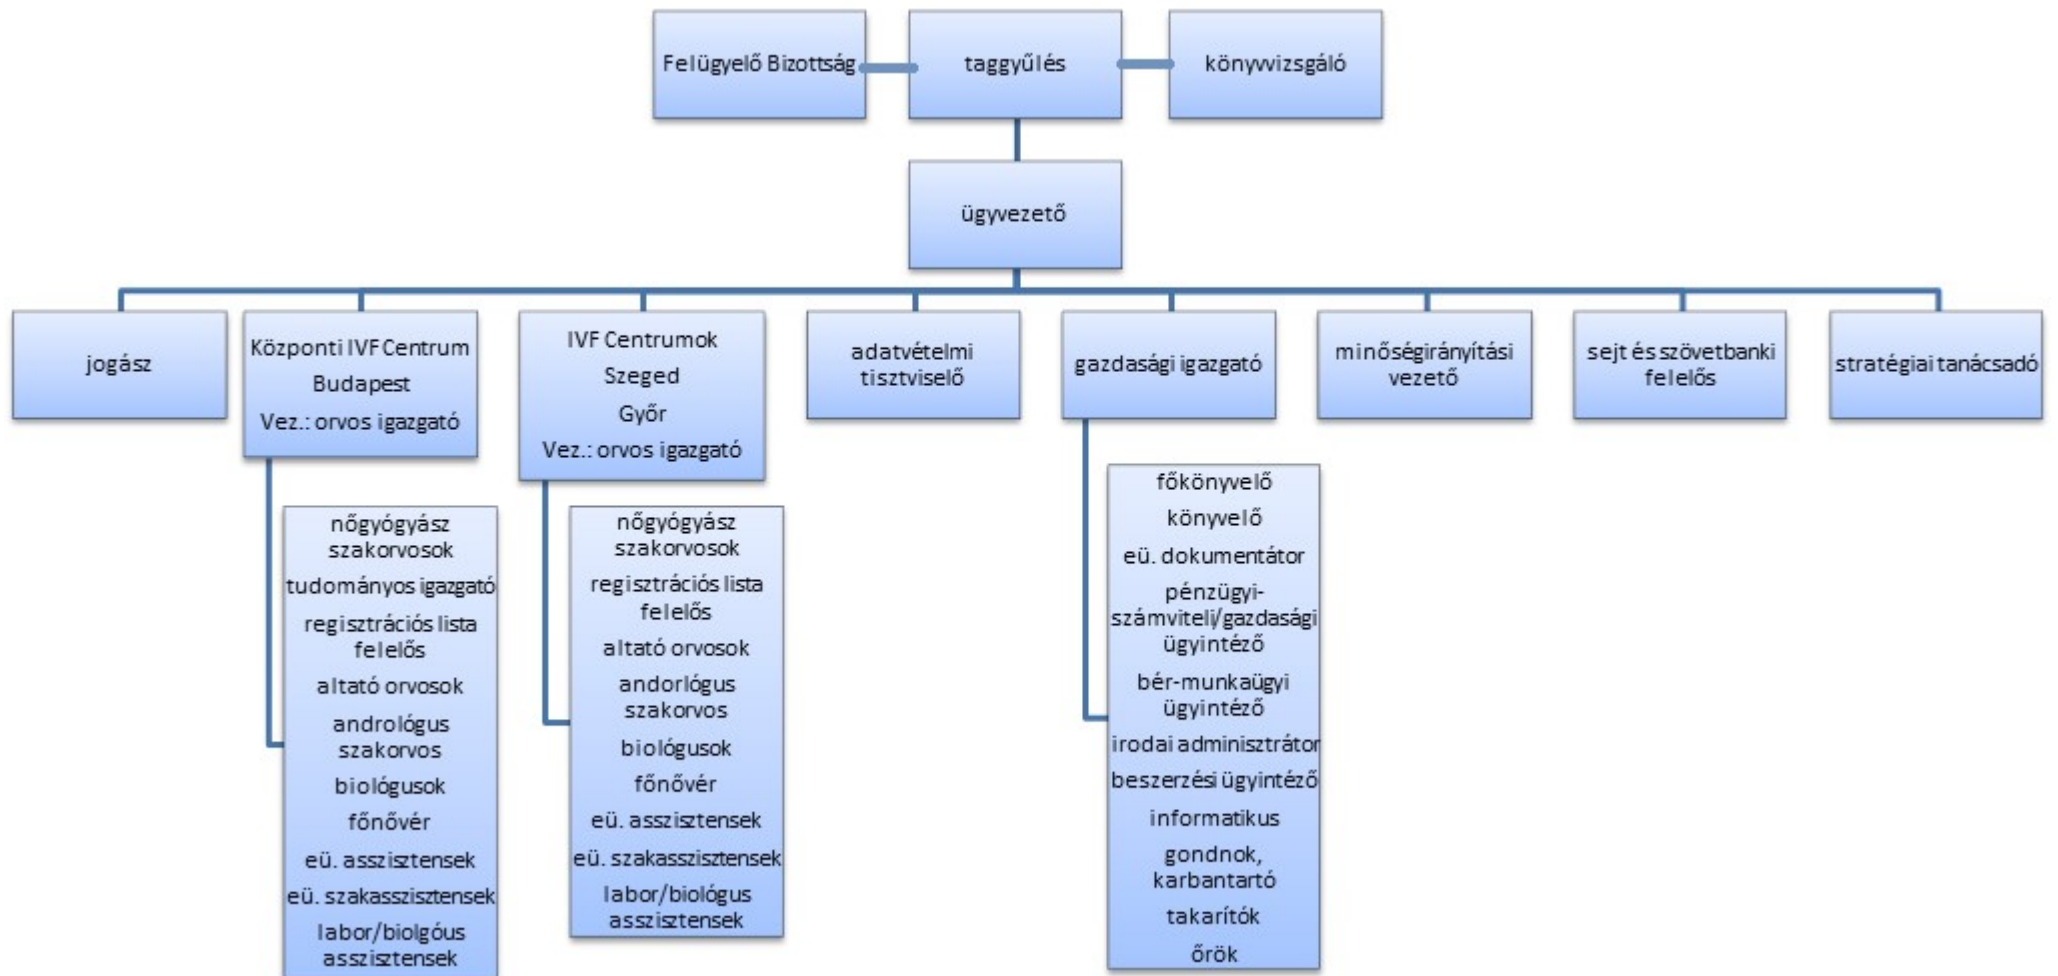 Felügyelő Bizottság
taggyűlés
könyvvizsgáló
ügyvezető
jogász
Központi IVF Centrum
Budapest
Vez.: orvos igazgató
IVF Centrumok
Szeged
Győr
Vez.: orvos igazgató
adatvételmi
tisztviselő
gazdasági igazgató
minőségirányítási
vezető
sejt és szövetbanki
felelős
stratégiai tanácsadó
nőgyógyász
szakorvosok
tudományos igazgató
regisztrációs lista
felelős
altató orvosok
andrológus
szakorvos
biológusok
főnővér
eü. asszisztensek
eü. szakasszisztensek
labor/biolgóus
asszisztensek
nőgyógyász
szakorvosok
regisztrációs lista
felelős
altató orvosok
andorlógus
szakorvos
biológusok
főnővér
eü. asszisztensek
eü. szakasszisztensek
labor/biológus
asszisztensek
főkönyvelő
könyvelő
eü. dokumentátor
pénzügyi-
számviteli/gazdasági
ügyintéző
bér-munkaügyi
ügyintéző
irodai adminisztrátor
beszerzési ügyintéző
informatikus
gondnok,
karbantartó
takarítók
őrök